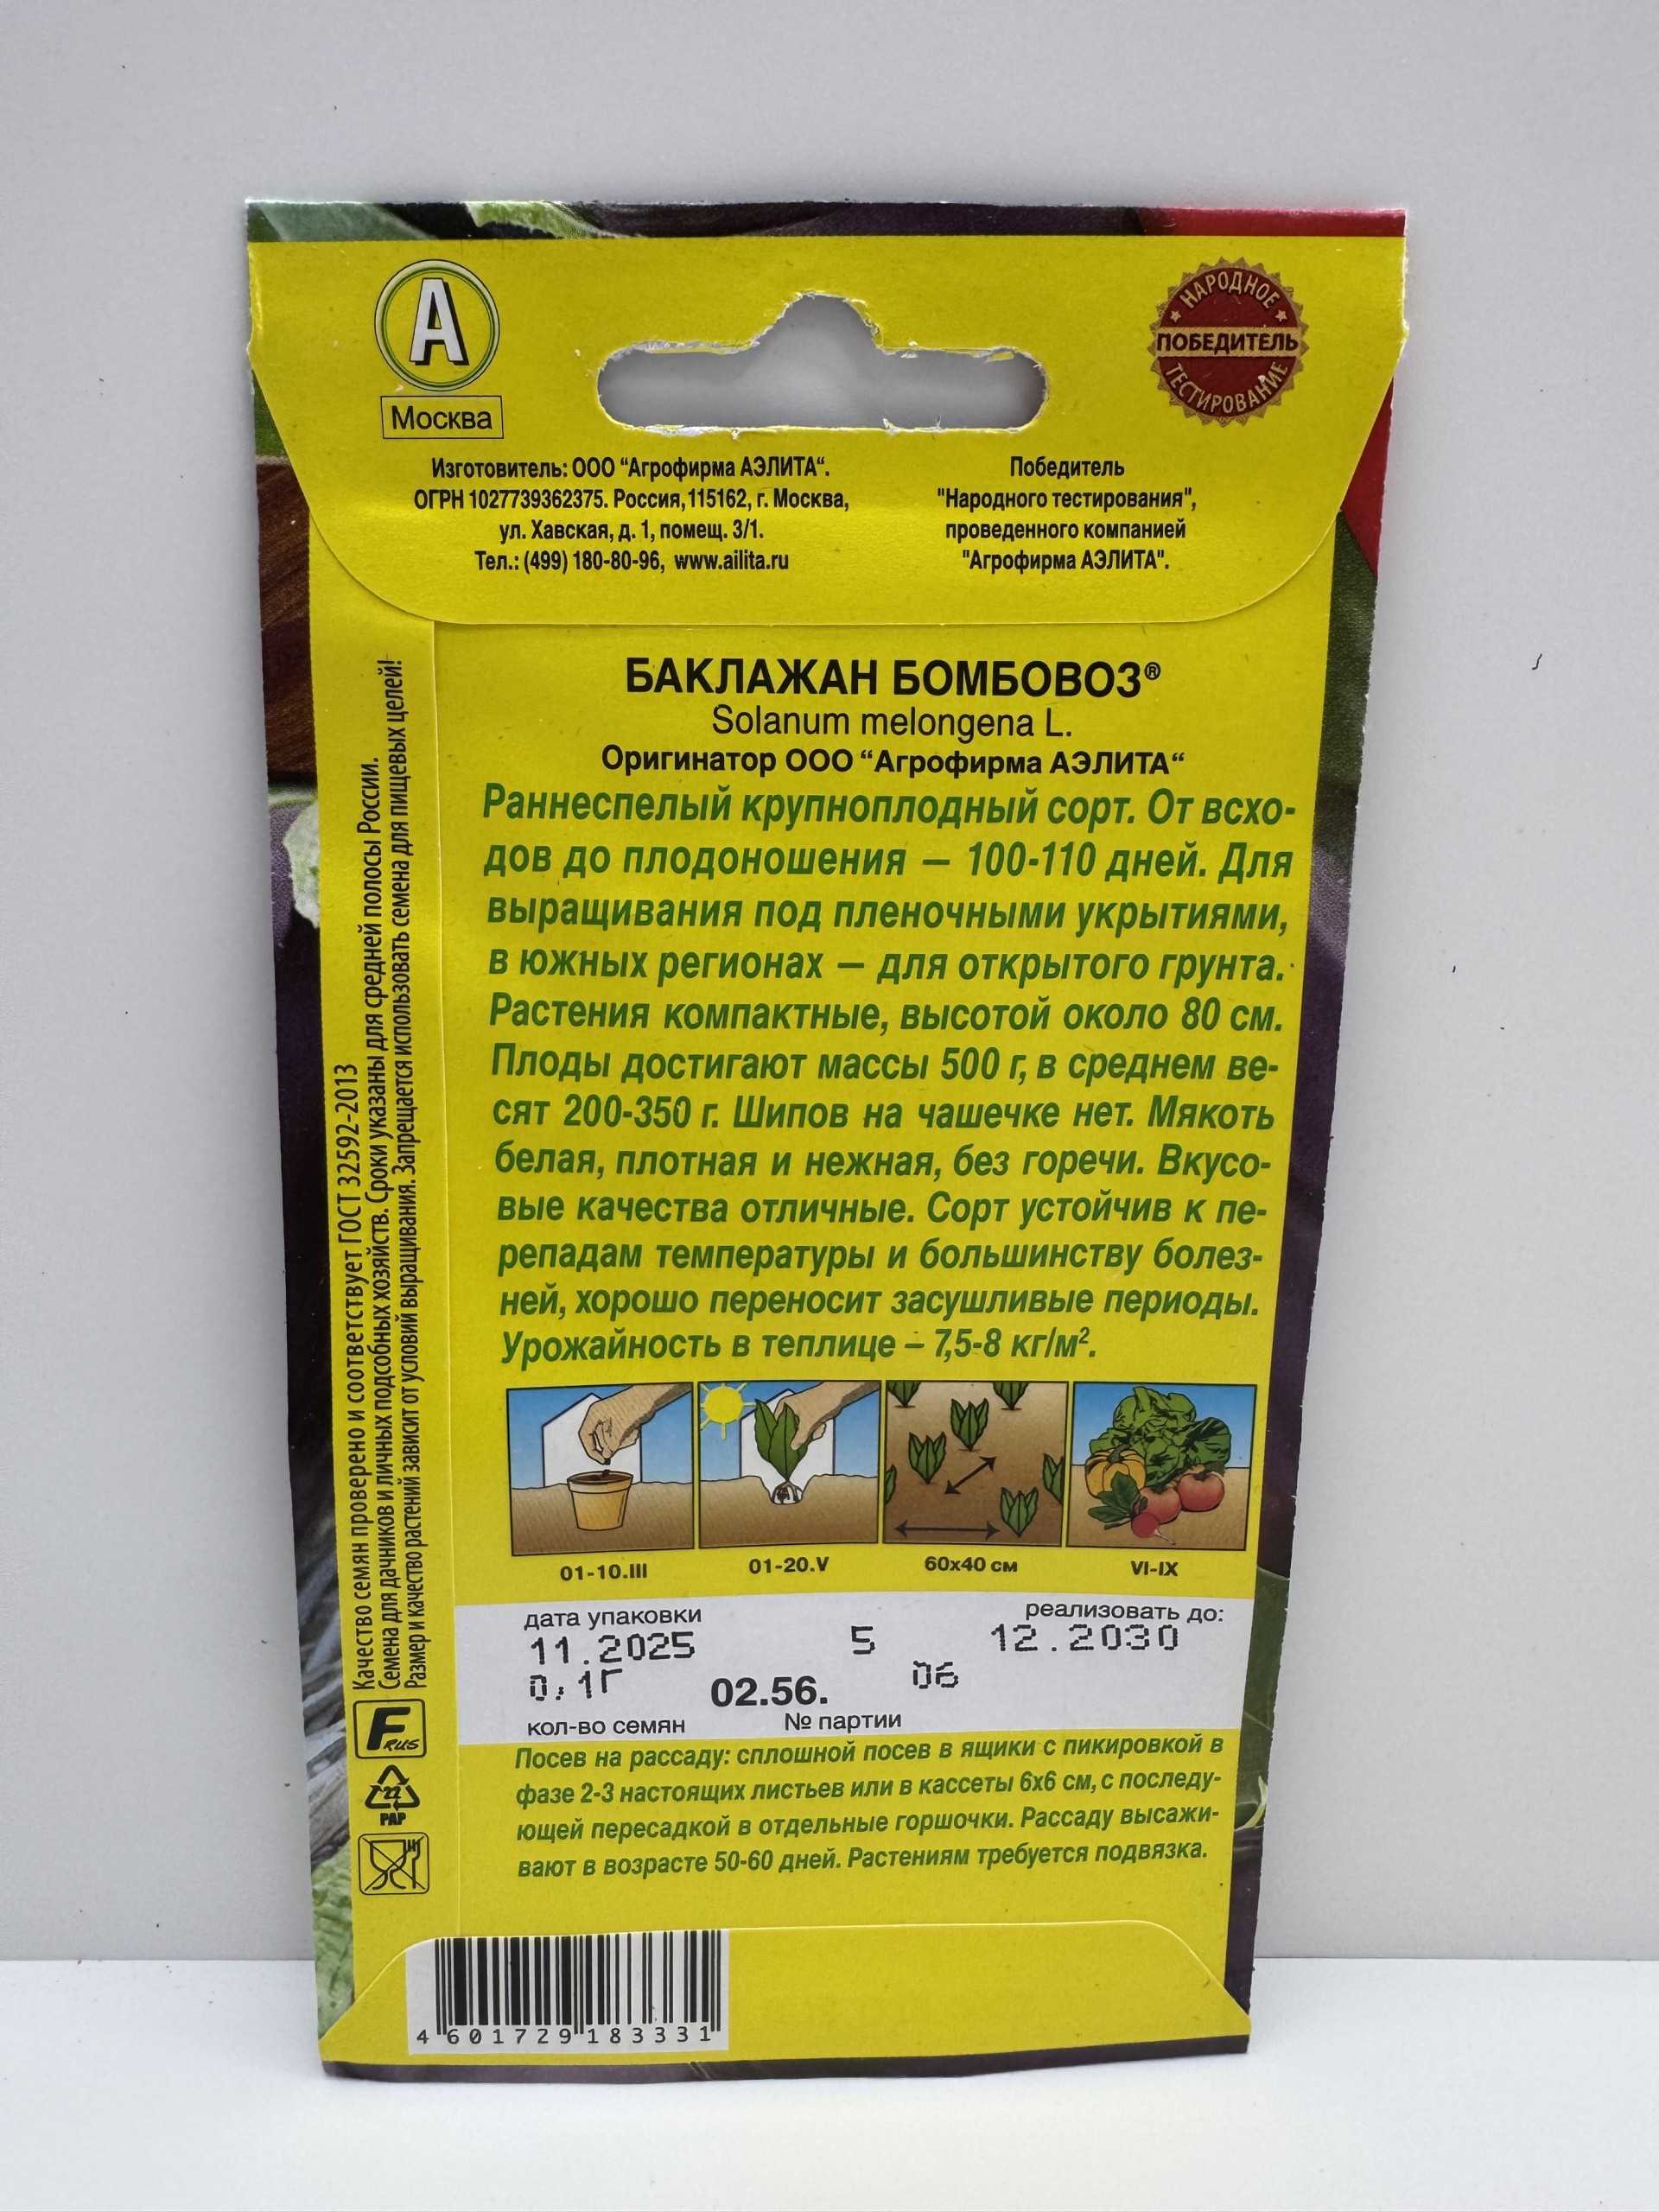 А
Москва
НАРОДНОЕ
ПОБЕДИТЕЛЬ
ТЕСТИРОВАНИЕ
Изготовитель: ООО “Агрофирма АЭЛИТА“.
ОГРН 1027739362375. Россия,115162, г. Москва,
ул. Хавская, д. 1, помещ. 3/1.
Тел.: (499) 180-80-96, www.ailita.ru
Победитель
"Народного тестирования",
проведенного компанией
"Агрофирма АЭЛИТА".
БАКЛАЖАН БОМБОВОЗ®
Solanum melongena L.
Оригинатор ООО “Агрофирма АЭЛИТА“
Раннеспелый крупноплодный сорт. От всхо-
дов до плодоношения — 100-110 дней. Для
выращивания под пленочными укрытиями,
в южных регионах — для открытого грунта.
Растения компактные, высотой около 80 см.
Плоды достигают массы 500 г, в среднем ве-
сят 200-350 г. Шипов на чашечке нет. Мякоть
белая, плотная и нежная, без горечи. Вкусо-
вые качества отличные. Сорт устойчив к пе-
репадам температуры и большинству болез-
ней, хорошо переносит засушливые периоды.
Урожайность в теплице – 7,5-8 кг/м².
01-10.III
01-20.V
60х40 см
VI-IX
дата упаковки
реализовать до:
11.2025
5
12.2030
0,1Г
02.56.
06
кол-во семян
№ партии
Посев на рассаду: сплошной посев в ящики с пикировкой в
фазе 2-3 настоящих листьев или в кассеты 6х6 см, с последу-
ющей пересадкой в отдельные горшочки. Рассаду высажи-
вают в возрасте 50-60 дней. Растениям требуется подвязка.
Качество семян проверено и соответствует ГОСТ 32592-2013
Семена для дачников и личных подсобных хозяйств. Сроки указаны для средней полосы России.
Размер и качество растений зависит от условий выращивания. Запрещается использовать семена для пищевых целей!
F RUS
22
PAP
4 601729 183331